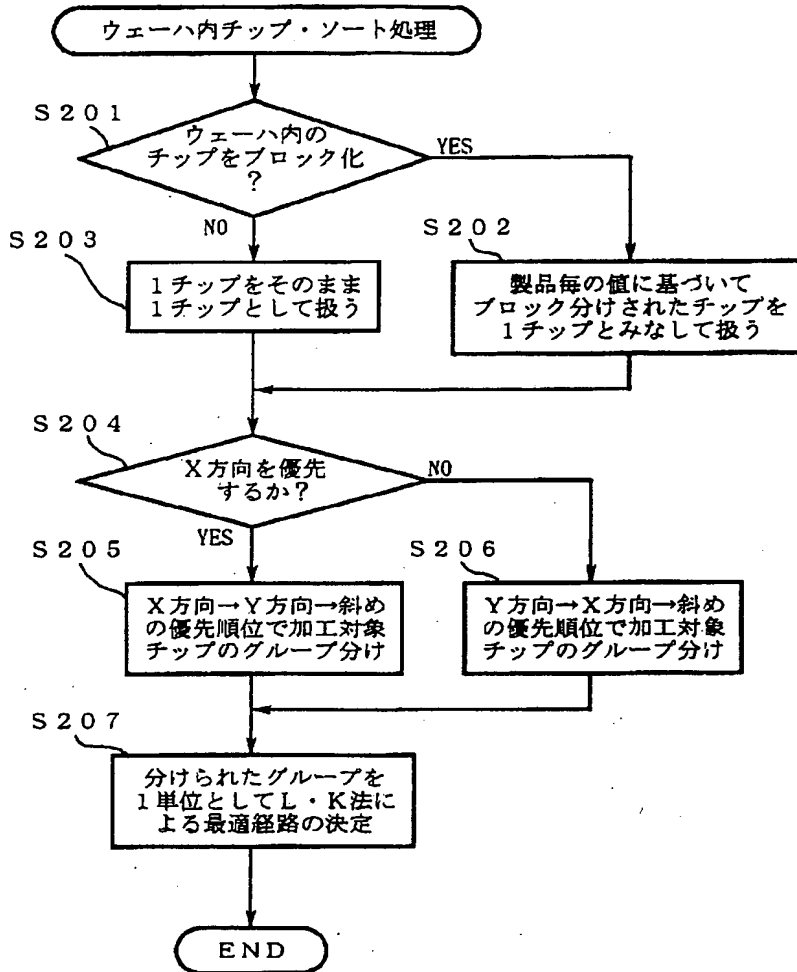 ウェーハ内チップ・ソート処理
S201
ウェーハ内の
チップをブロック化
?
YES
NO
S203
1チップをそのまま
1チップとして扱う
S202
製品毎の値に基づいて
ブロック分けされたチップを
1チップとみなして扱う
S204
X方向を優先
するか?
NO
YES
S205
X方向→Y方向→斜め
の優先順位で加工対象
チップのグループ分け
S206
Y方向→X方向→斜め
の優先順位で加工対象
チップのグループ分け
S207
分けられたグループを
1単位としてL・K法に
よる最適経路の決定
END